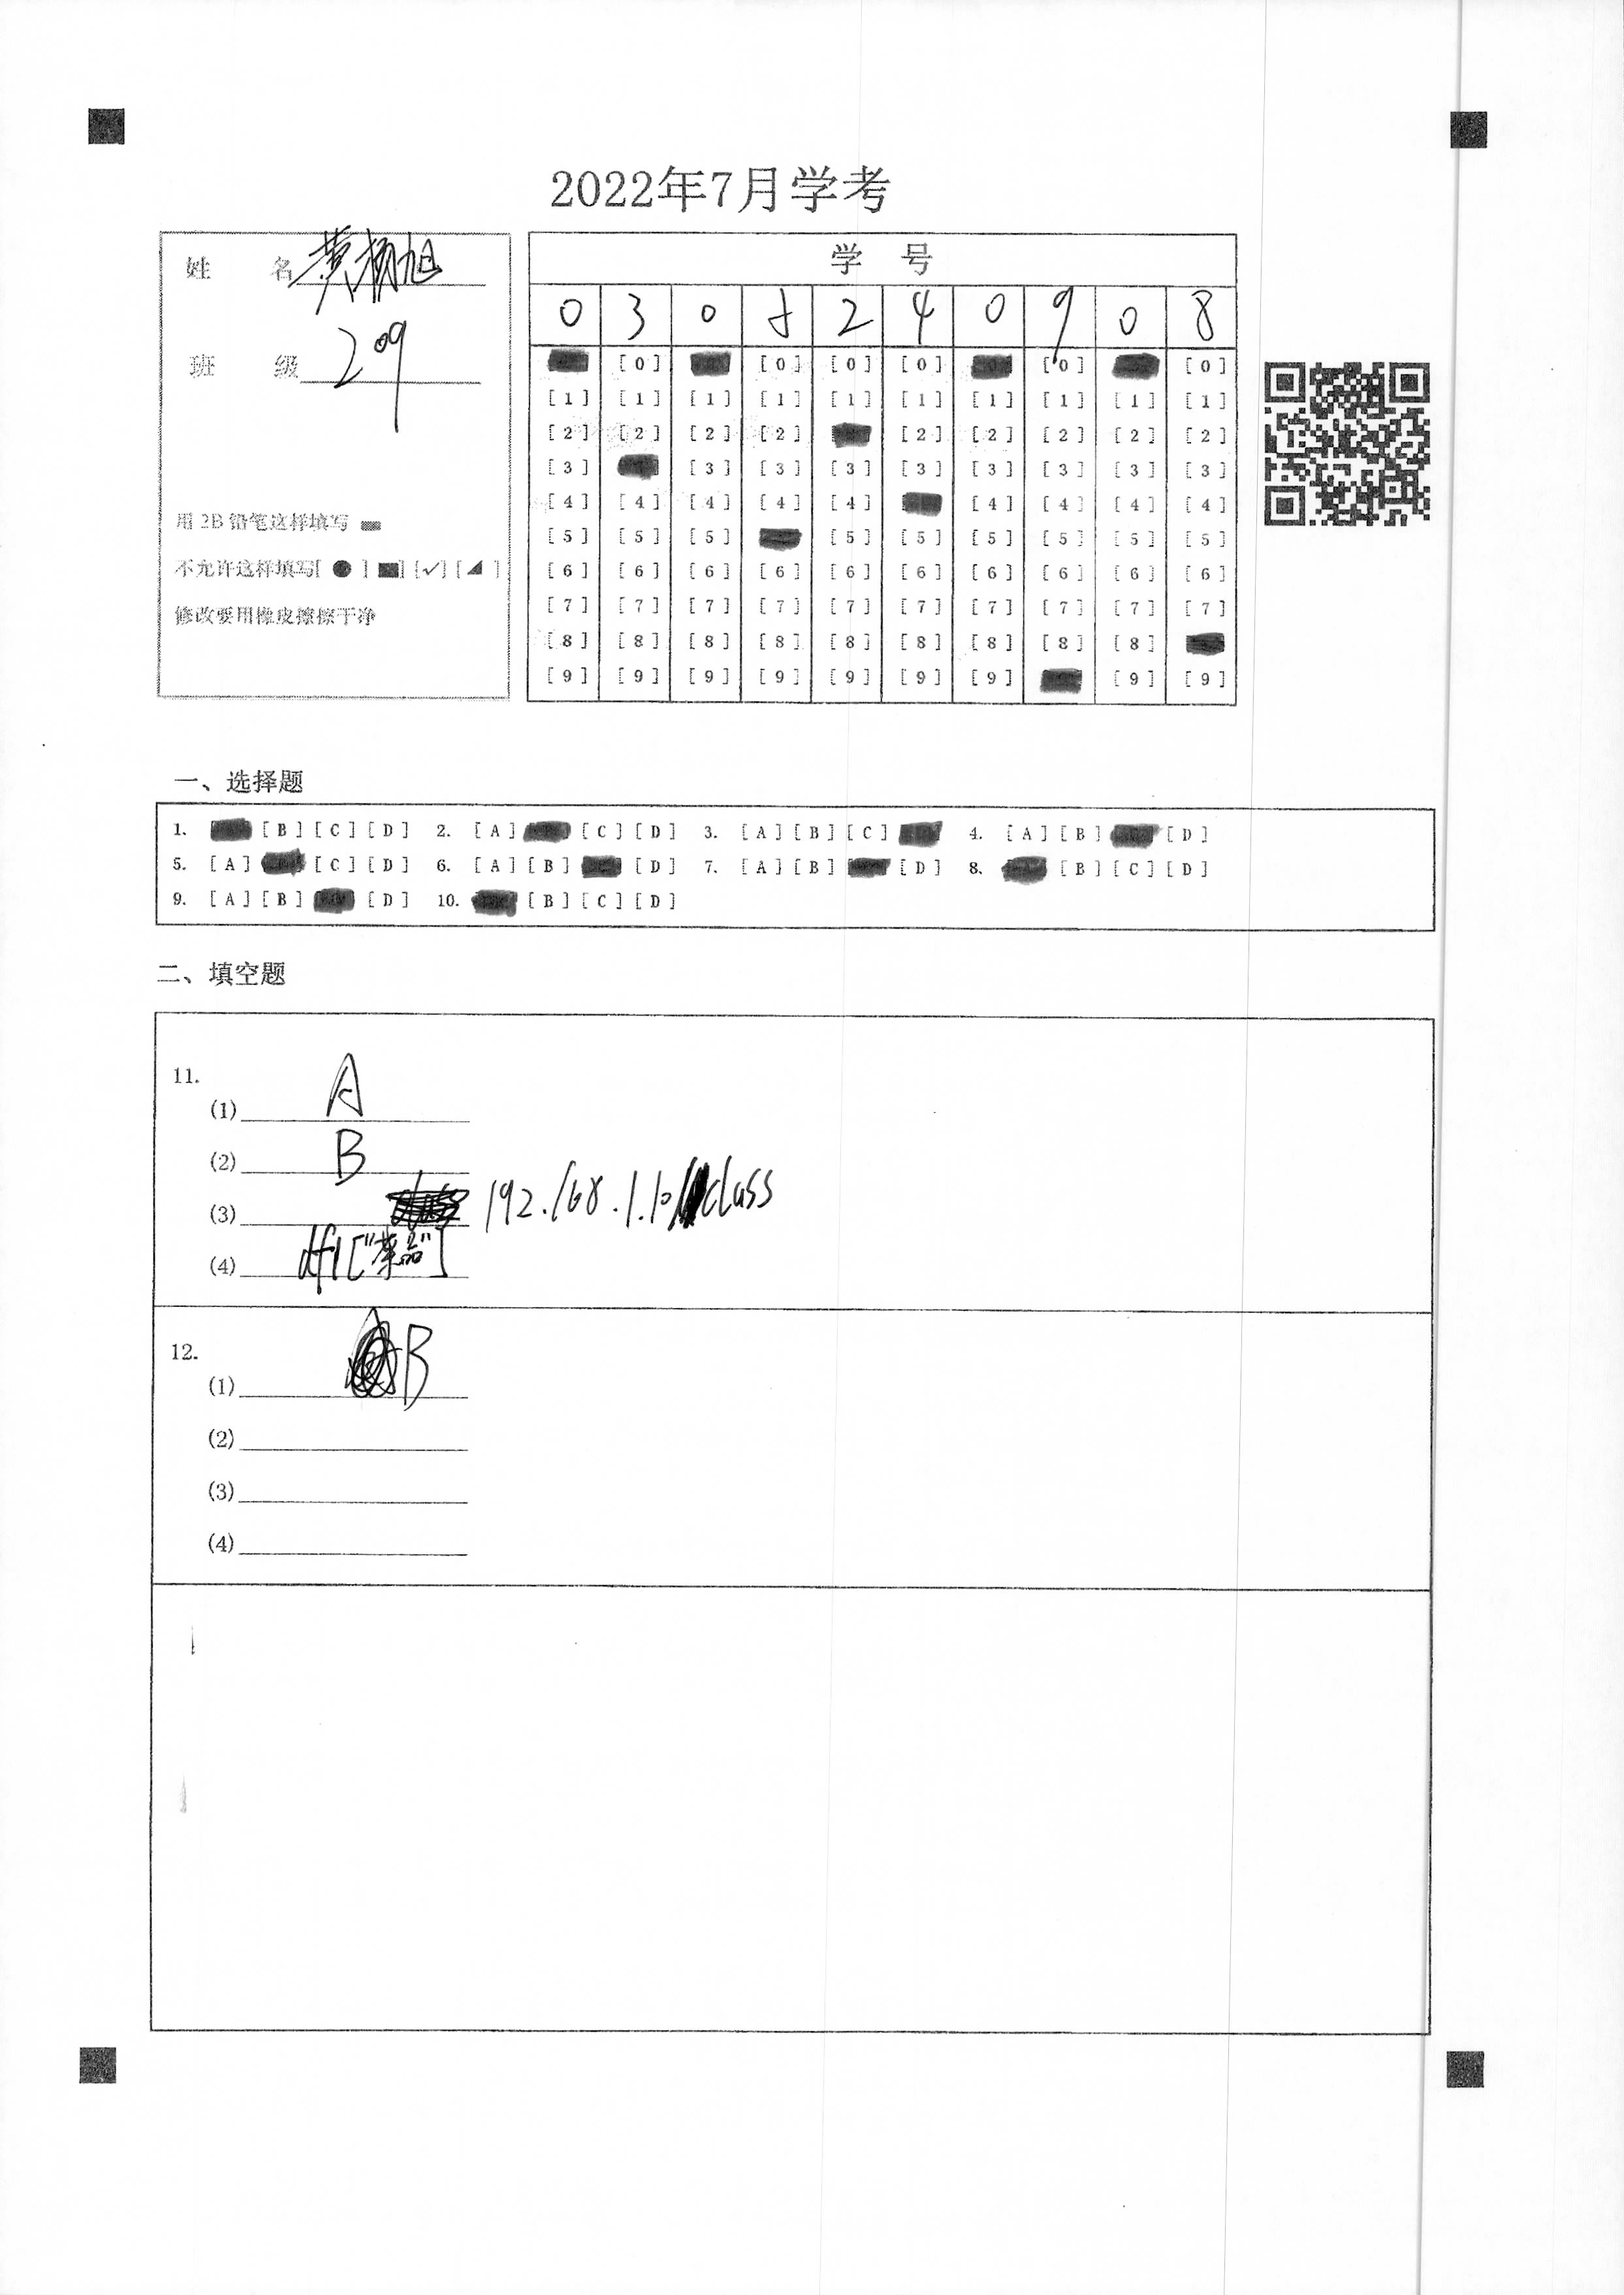 2022年7月学考
姓 名 黄杨旭
班 级 209
用 2B 铅笔这样填写
不允许这样填写[ ● ] [✓] [ ]
修改要用橡皮擦擦干净
学 号
0 3 0 5 2 4 0 9 0 8
[0] [0] [0] [0] [0] [0]
[1] [1] [1] [1] [1] [1] [1] [1] [1] [1]
[2] [2] [2] [2] [2] [2] [2] [2] [2]
[3] [3] [3] [3] [3] [3] [3] [3] [3]
[4] [4] [4] [4] [4] [4] [4] [4] [4]
[5] [5] [5] [5] [5] [5] [5] [5] [5]
[6] [6] [6] [6] [6] [6] [6] [6] [6] [6]
[7] [7] [7] [7] [7] [7] [7] [7] [7] [7]
[8] [8] [8] [8] [8] [8] [8] [8] [8]
[9] [9] [9] [9] [9] [9] [9] [9] [9]
一、选择题
1. [B] [C] [D] 2. [A] [C] [D] 3. [A] [B] [C] 4. [A] [B] [D]
5. [A] [C] [D] 6. [A] [B] [D] 7. [A] [B] [D] 8. [B] [C] [D]
9. [A] [B] [D] 10. [B] [C] [D]
二、填空题
11.
(1) A
(2) B
(3) 192.168.1.10/class
(4) df1["菜品"]
12.
(1) B
(2)
(3)
(4)